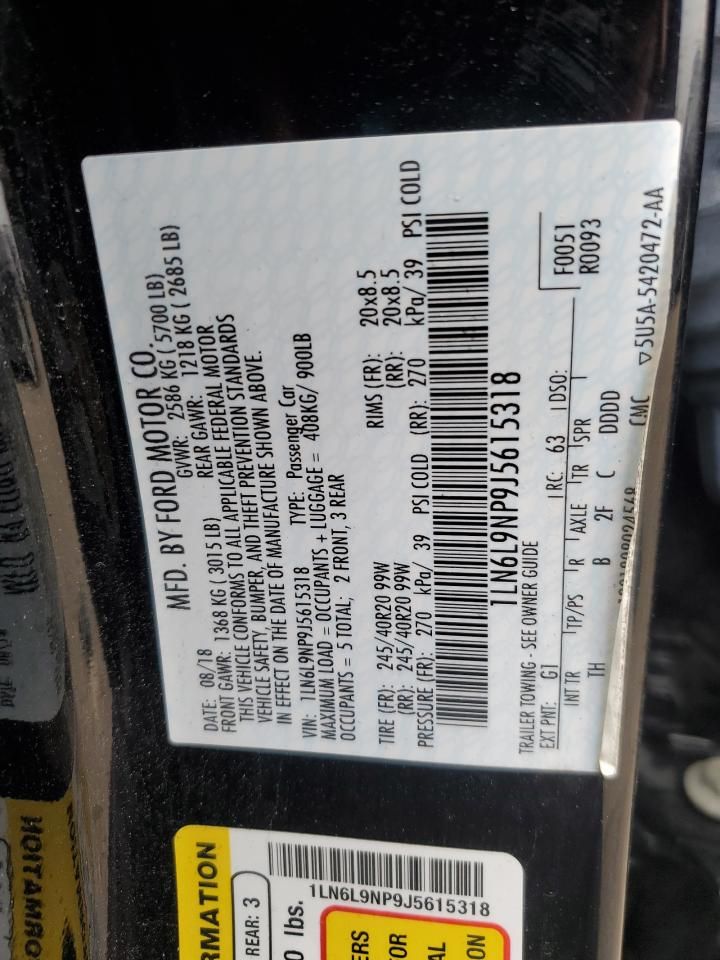 MFD. BY FORD MOTOR CO.
DATE: 08/18 GVWR: 2586 KG ( 5700 LB)
FRONT GAWR: 1368 KG ( 3015 LB) REAR GAWR: 1218 KG ( 2685 LB)
THIS VEHICLE CONFORMS TO ALL APPLICABLE FEDERAL MOTOR
VEHICLE SAFETY, BUMPER, AND THEFT PREVENTION STANDARDS
IN EFFECT ON THE DATE OF MANUFACTURE SHOWN ABOVE.
VIN: 1LN6L9NP9J5615318 TYPE: Passenger Car
MAXIMUM LOAD = OCCUPANTS + LUGGAGE = 408KG/ 900LB
OCCUPANTS = 5 TOTAL; 2 FRONT, 3 REAR
TIRE (FR): 245/40R20 99W RIMS (FR): 20x8.5
(RR): 245/40R20 99W (RR): 20x8.5
PRESSURE (FR): 270 kPa/ 39 PSI COLD (RR): 270 kPa/ 39 PSI COLD
1LN6L9NP9J5615318
TRAILER TOWING - SEE OWNER GUIDE F0051
EXT PNT: G1 RC: 63 DSO: R0093
INT TR TP/PS R AXLE TR SPR
TH B 2F C DDDD
CMC ▽5U5A-5420472-AA
RMATION
REAR: 3
0 lbs.
1LN6L9NP9J5615318
ERS
OR
AL
ON